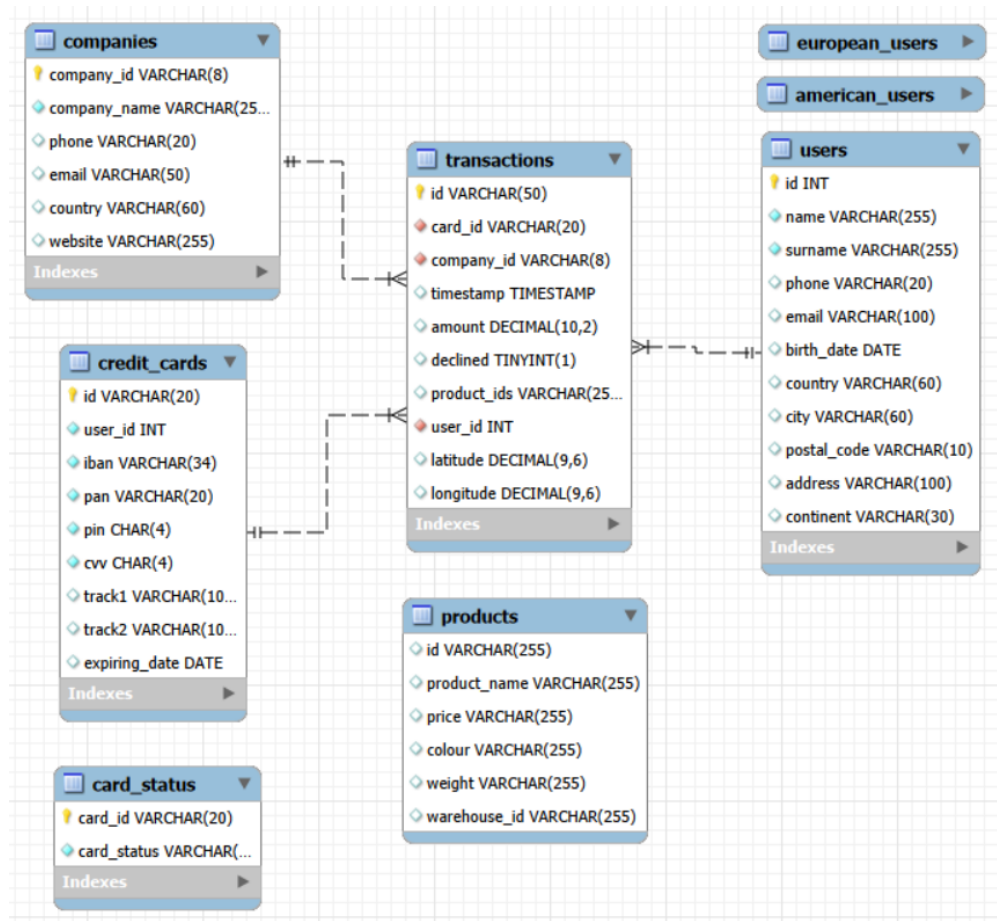 companies
company_id VARCHAR(8)
company_name VARCHAR(25...
phone VARCHAR(20)
email VARCHAR(50)
country VARCHAR(60)
website VARCHAR(255)
Indexes
credit_cards
id VARCHAR(20)
user_id INT
iban VARCHAR(34)
pan VARCHAR(20)
pin CHAR(4)
cvv CHAR(4)
track1 VARCHAR(10...
track2 VARCHAR(10...
expiring_date DATE
Indexes
card_status
card_id VARCHAR(20)
card_status VARCHAR(...
Indexes
transactions
id VARCHAR(50)
card_id VARCHAR(20)
company_id VARCHAR(8)
timestamp TIMESTAMP
amount DECIMAL(10,2)
declined TINYINT(1)
product_ids VARCHAR(25...
user_id INT
latitude DECIMAL(9,6)
longitude DECIMAL(9,6)
Indexes
products
id VARCHAR(255)
product_name VARCHAR(255)
price VARCHAR(255)
colour VARCHAR(255)
weight VARCHAR(255)
warehouse_id VARCHAR(255)
european_users
american_users
users
id INT
name VARCHAR(255)
surname VARCHAR(255)
phone VARCHAR(20)
email VARCHAR(100)
birth_date DATE
country VARCHAR(60)
city VARCHAR(60)
postal_code VARCHAR(10)
address VARCHAR(100)
continent VARCHAR(30)
Indexes